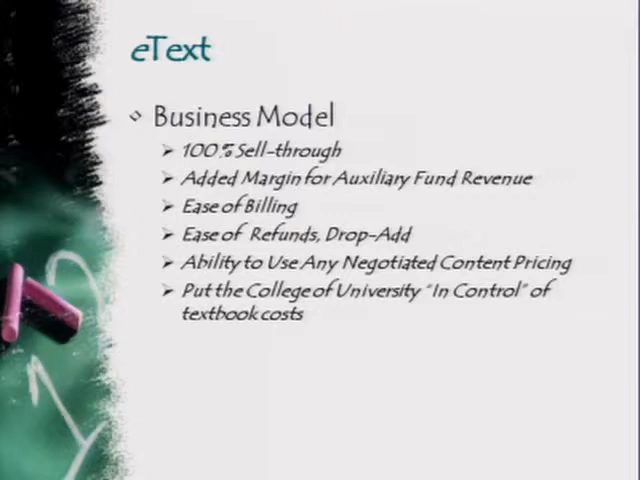 eText
Business Model
100% Sell-through
Added Margin for Auxiliary Fund Revenue
Ease of Billing
Ease of Refunds, Drop-Add
Ability to Use Any Negotiated Content Pricing
Put the College of University "In Control" of
textbook costs